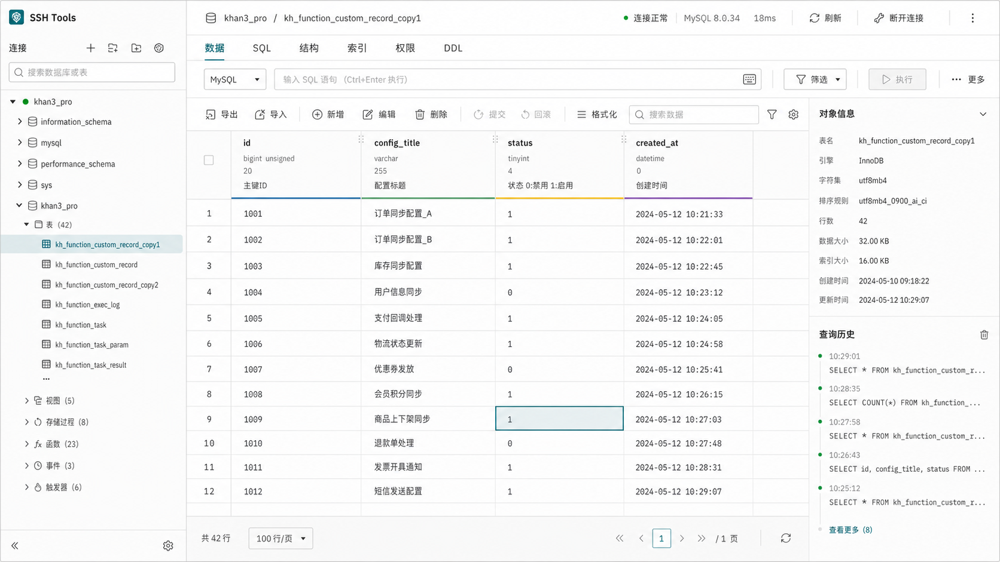 SSH Tools
khan3_pro / kh_function_custom_record_copy1
连接正常 MySQL 8.0.34 18ms 刷新 断开连接
连接
搜索数据库或表
khan3_pro
information_schema
mysql
performance_schema
sys
khan3_pro
表 (42)
kh_function_custom_record_copy1
kh_function_custom_record
kh_function_custom_record_copy2
kh_function_exec_log
kh_function_task
kh_function_task_param
kh_function_task_result
...
视图 (5)
存储过程 (8)
fx 函数 (23)
事件 (3)
触发器 (6)
数据 SQL 结构 索引 权限 DDL
MySQL 输入 SQL 语句 (Ctrl+Enter 执行) 筛选 执行 更多
导出 导入 新增 编辑 删除 提交 回滚 格式化 搜索数据
id config_title status created_at
bigint unsigned varchar tinyint datetime
20 255 4 0
主键ID 配置标题 状态 0:禁用 1:启用 创建时间
1 1001 订单同步配置_A 1 2024-05-12 10:21:33
2 1002 订单同步配置_B 1 2024-05-12 10:22:01
3 1003 库存同步配置 1 2024-05-12 10:22:45
4 1004 用户信息同步 0 2024-05-12 10:23:12
5 1005 支付回调处理 1 2024-05-12 10:24:05
6 1006 物流状态更新 1 2024-05-12 10:24:58
7 1007 优惠券发放 0 2024-05-12 10:25:41
8 1008 会员积分同步 1 2024-05-12 10:26:15
9 1009 商品上下架同步 1 2024-05-12 10:27:03
10 1010 退款单处理 0 2024-05-12 10:27:48
11 1011 发票开具通知 1 2024-05-12 10:28:31
12 1012 短信发送配置 1 2024-05-12 10:29:07
共 42 行 100 行/页 1 / 1 页
对象信息
表名 kh_function_custom_record_copy1
引擎 InnoDB
字符集 utf8mb4
排序规则 utf8mb4_0900_ai_ci
行数 42
数据大小 32.00 KB
索引大小 16.00 KB
创建时间 2024-05-10 09:18:22
更新时间 2024-05-12 10:29:07
查询历史
10:29:01
SELECT * FROM kh_function_custom_r...
10:28:35
SELECT COUNT(*) FROM kh_function_...
10:27:58
SELECT * FROM kh_function_custom_r...
10:26:43
SELECT id, config_title, status FROM ...
10:25:12
SELECT * FROM kh_function_custom_r...
查看更多 (8)